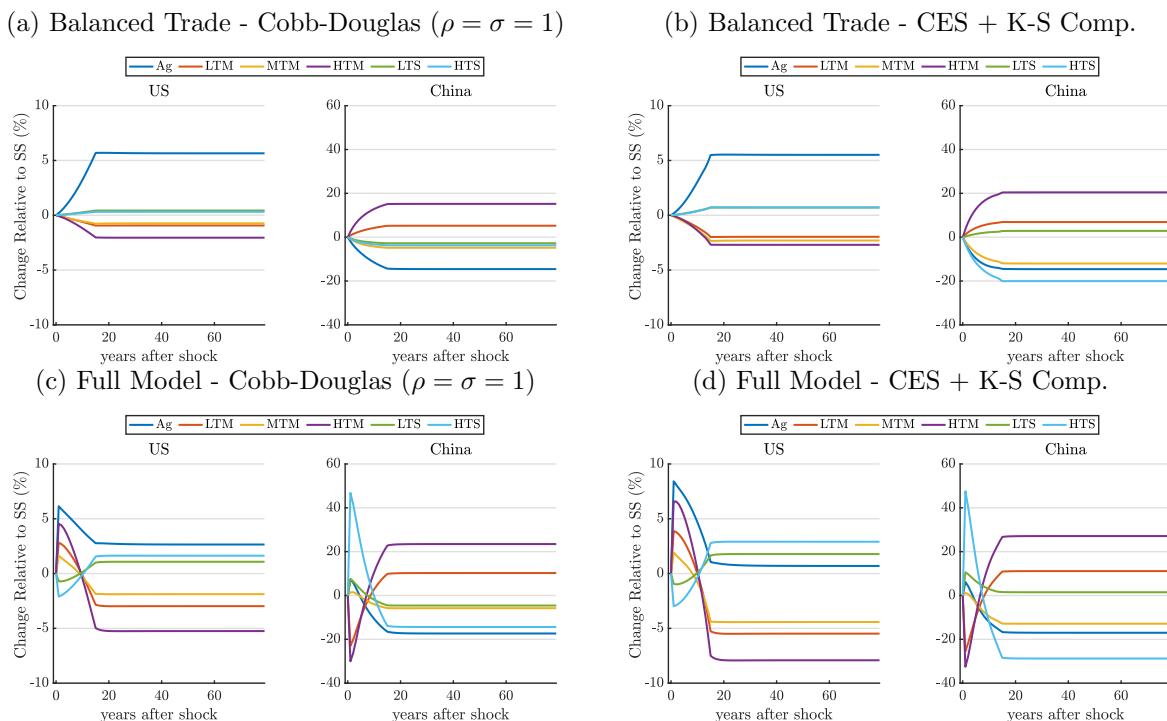 (a) Balanced Trade - Cobb-Douglas (ρ = σ = 1)
Ag LTM MTM HTM LTS HTS
US
China
Change Relative to SS (%)
10
5
0
-5
-10
0 20 40 60
years after shock
60
40
20
0
-20
-40
0 20 40 60
years after shock
(b) Balanced Trade - CES + K-S Comp.
Ag LTM MTM HTM LTS HTS
US
China
Change Relative to SS (%)
10
5
0
-5
-10
0 20 40 60
years after shock
60
40
20
0
-20
-40
0 20 40 60
years after shock
(c) Full Model - Cobb-Douglas (ρ = σ = 1)
Ag LTM MTM HTM LTS HTS
US
China
Change Relative to SS (%)
10
5
0
-5
-10
0 20 40 60
years after shock
60
40
20
0
-20
-40
0 20 40 60
years after shock
(d) Full Model - CES + K-S Comp.
Ag LTM MTM HTM LTS HTS
US
China
Change Relative to SS (%)
10
5
0
-5
-10
0 20 40 60
years after shock
60
40
20
0
-20
-40
0 20 40 60
years after shock